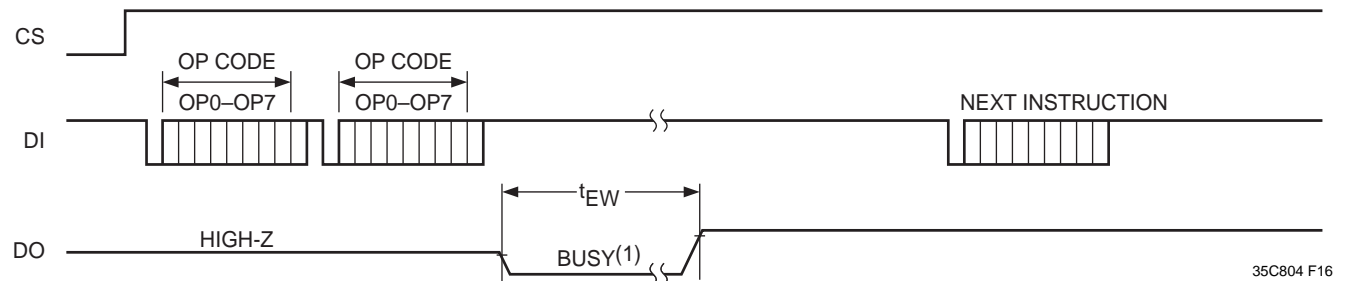 CS
OP CODE OP CODE
OP0–OP7 OP0–OP7 NEXT INSTRUCTION
DI
tEW
HIGH-Z
DO BUSY(1)
35C804 F16